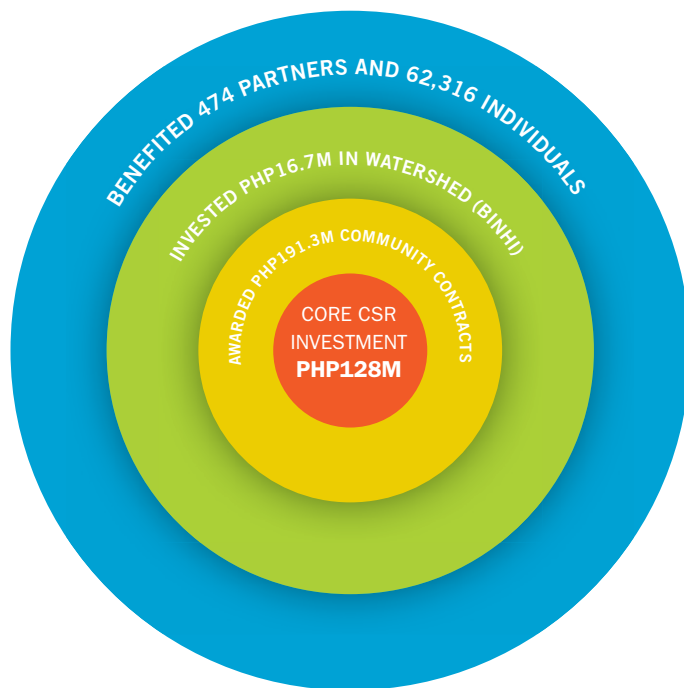 BENEFITED 474 PARTNERS AND 62,316 INDIVIDUALS
INVESTED PHP16.7M IN WATERSHED (BINHI)
AWARDED PHP191.3M COMMUNITY CONTRACTS
CORE CSR
INVESTMENT
PHP128M